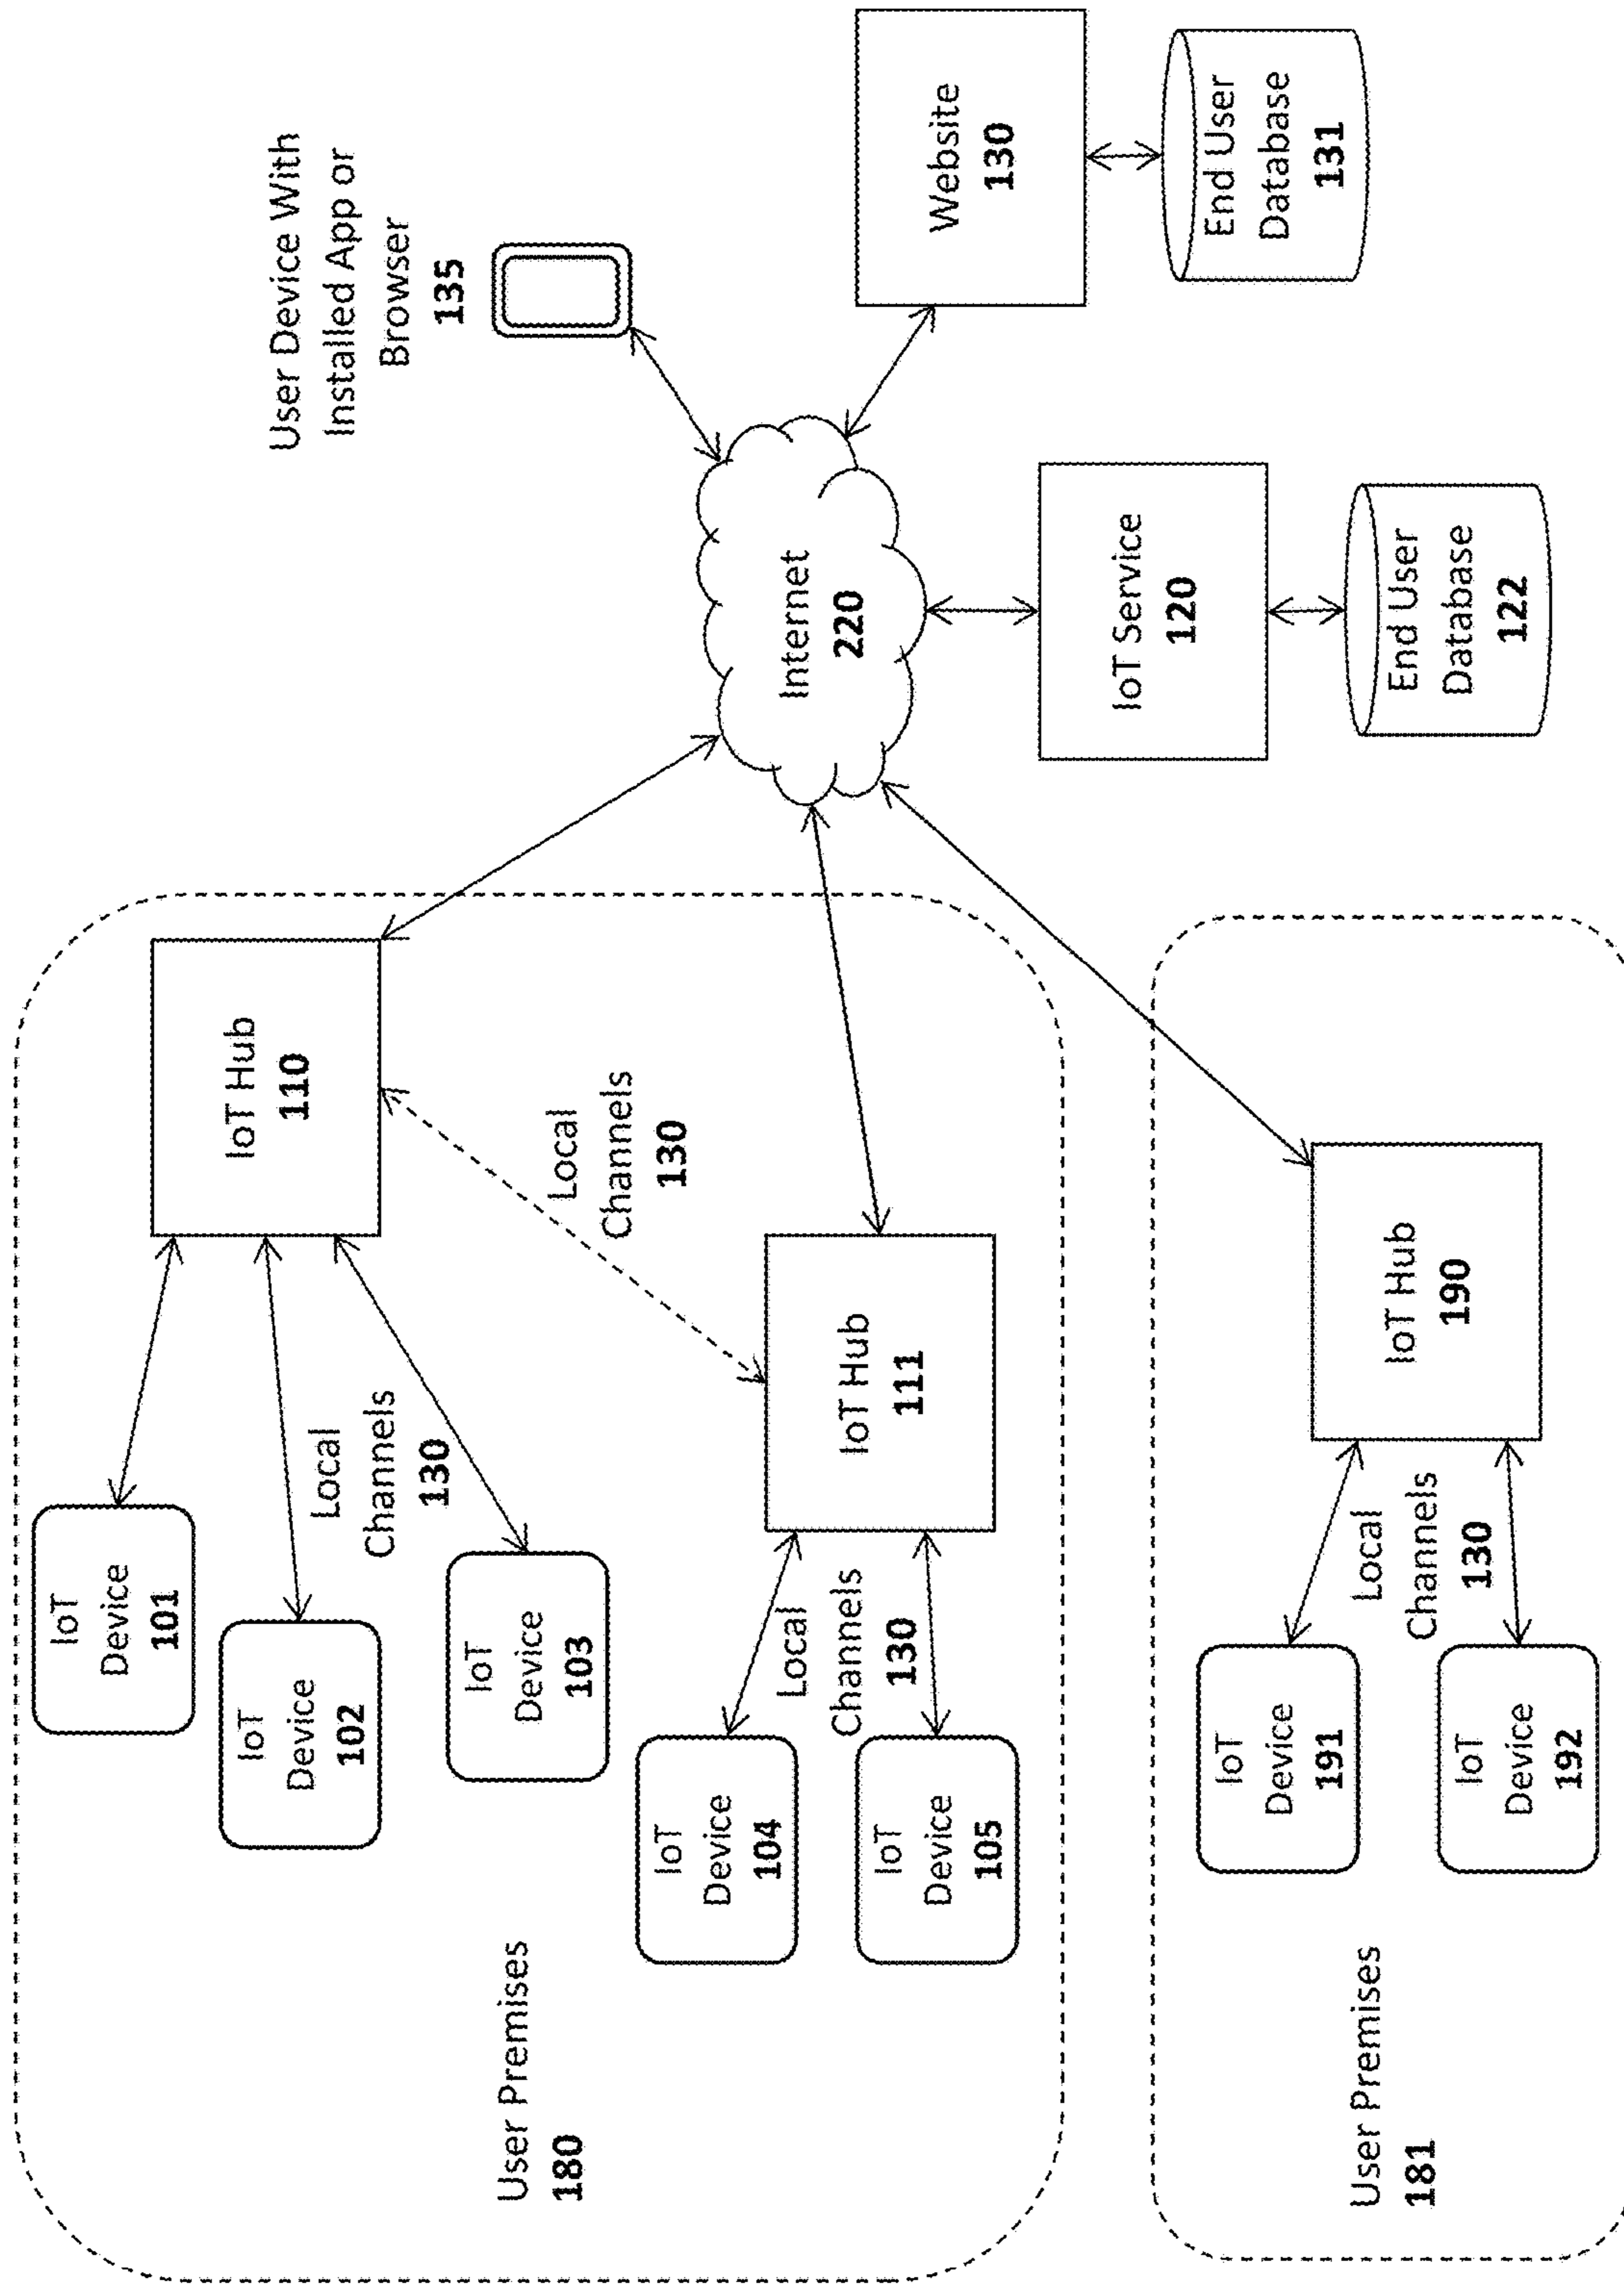 User Premises
180
IoT
Device
101
IoT
Device
102
IoT
Device
103
Local
Channels
130
IoT Hub
110
Local
Channels
130
IoT
Device
104
IoT
Device
105
Local
Channels
130
IoT Hub
111
User Premises
181
IoT
Device
191
IoT
Device
192
Local
Channels
130
IoT Hub
190
Internet
220
User Device With
Installed App or
Browser
135
IoT Service
120
End User
Database
122
Website
130
End User
Database
131